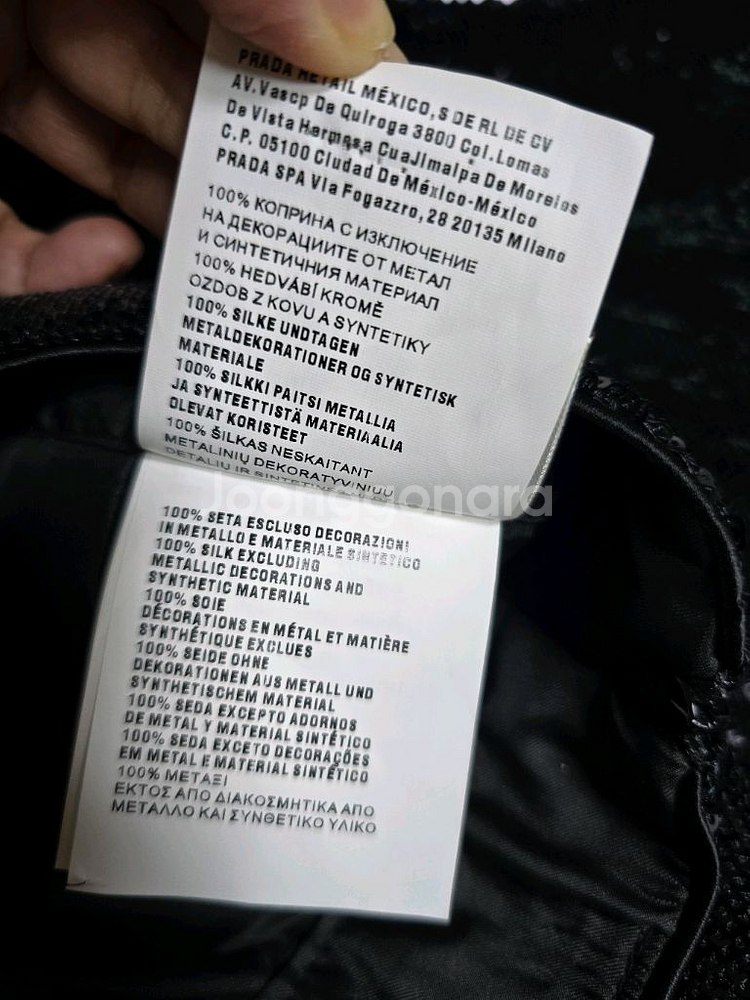 PRADA RETAIL MÉXICO, S DE RL DE CV
AV.Vascp De Quiroga 3800 Col.Lomas
De Vista Hermosa CuaJimalpa De Morelos
C.P. 05100 Ciudad De México-México
PRADA SPA Via Fogazzro, 28 20135 Milano
100% КОПРИНА С ИЗКЛЮЧЕНИЕ
НА ДЕКОРАЦИИТЕ ОТ МЕТАЛ
И СИНТЕТИЧНИЯ МАТЕРИАЛ
100% HEDVÁBÍ KROMĚ
OZDOB Z KOVU A SYNTETIKY
100% SILKE UNDTAGEN
METALDEKORATIONER OG SYNTETISK
MATERIALE
100% SILKKI PAITSI METALLIA
JA SYNTEETTISTÄ MATERIAALIA
OLEVAT KORISTEET
100% ŠILKAS NESKAITANT
METALINIŲ DEKORATYVINIŲ
DETALIŲ IR
Joonggonara
100% SETA ESCLUSO DECORAZIONI
IN METALLO E MATERIALE SINTETICO
100% SILK EXCLUDING
METALLIC DECORATIONS AND
SYNTHETIC MATERIAL
100% SOIE
DÉCORATIONS EN MÉTAL ET MATIÈRE
SYNTHÉTIQUE EXCLUES
100% SEIDE OHNE
DEKORATIONEN AUS METALL UND
SYNTHETISCHEM MATERIAL
100% SEDA EXCEPTO ADORNOS
DE METAL Y MATERIAL SINTÉTICO
100% SEDA EXCETO DECORAÇÕES
EM METAL E MATERIAL SINTÉTICO
100% ΜΕΤΑΞΙ
ΕΚΤΟΣ ΑΠΟ ΔΙΑΚΟΣΜΗΤΙΚΑ ΑΠΟ
ΜΕΤΑΛΛΟ ΚΑΙ ΣΥΝΘΕΤΙΚΟ ΥΛΙΚΟ